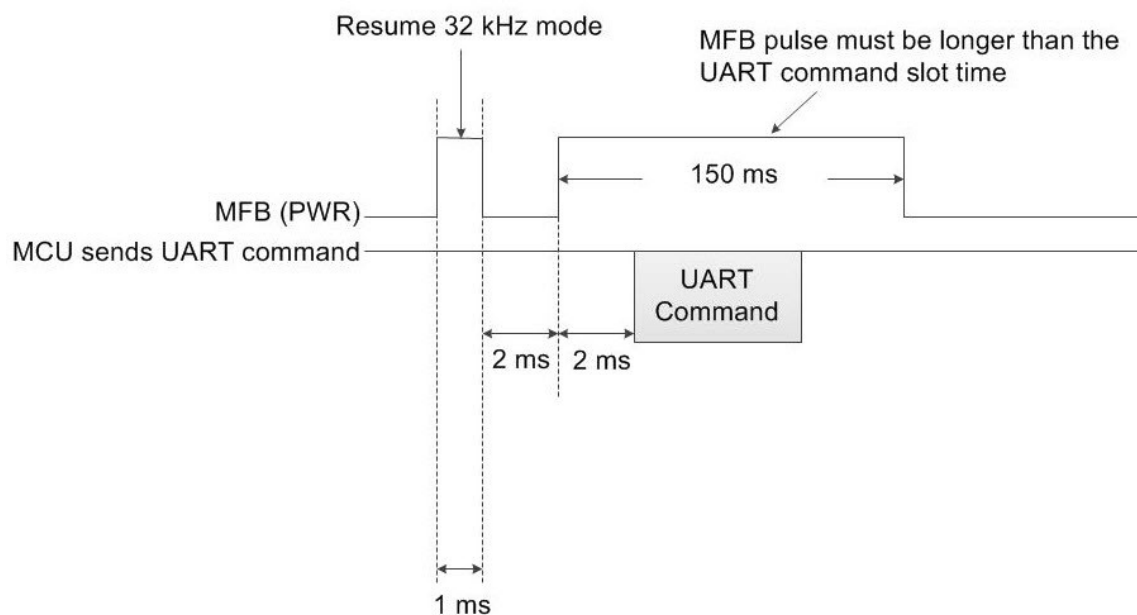 Resume 32 kHz mode
MFB pulse must be longer than the
UART command slot time
150 ms
MFB (PWR)
MCU sends UART command
UART
Command
2 ms
2 ms
1 ms